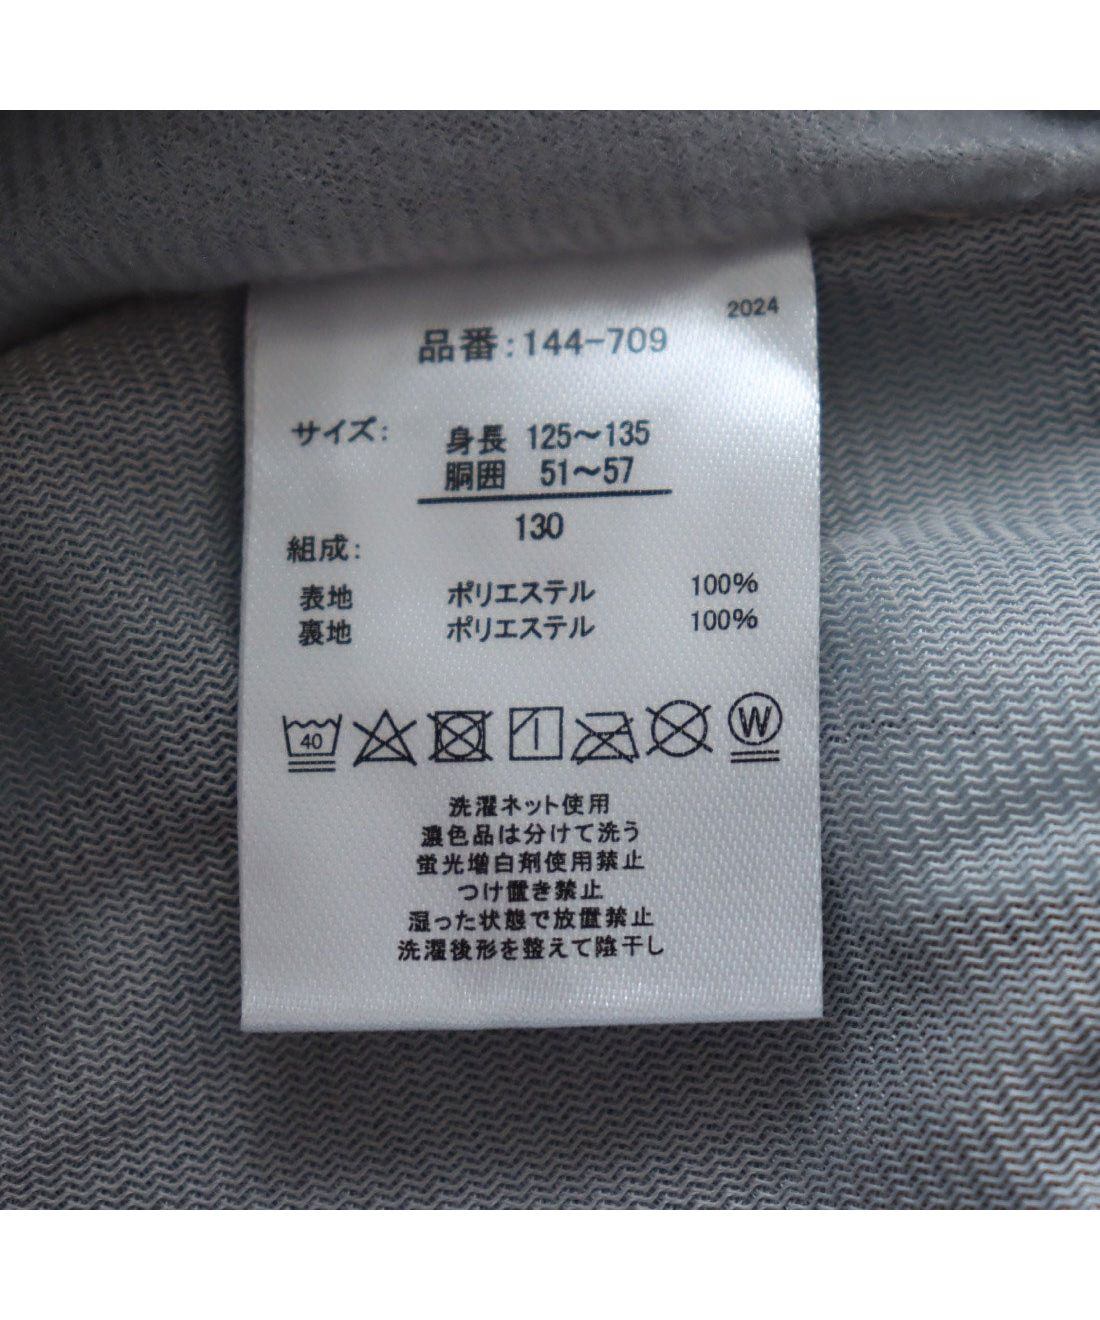 2024
品番:144-709
サイズ: 身長 125～135
胴囲 51～57
130
組成:
表地 ポリエステル 100%
裏地 ポリエステル 100%
40 W
洗濯ネット使用
濃色品は分けて洗う
蛍光増白剤使用禁止
つけ置き禁止
湿った状態で放置禁止
洗濯後形を整えて陰干し